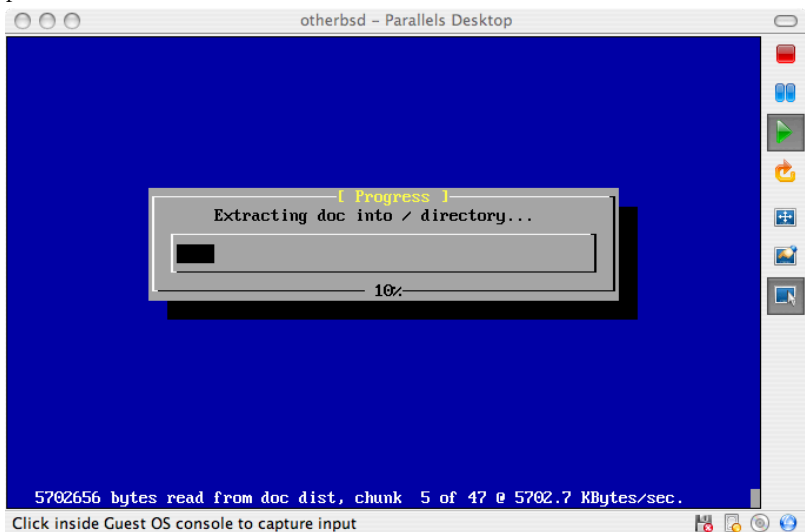 otherbsd – Parallels Desktop
[ Progress ]
Extracting doc into / directory...
10%
5702656 bytes read from doc dist, chunk 5 of 47 @ 5702.7 KBytes/sec.
Click inside Guest OS console to capture input